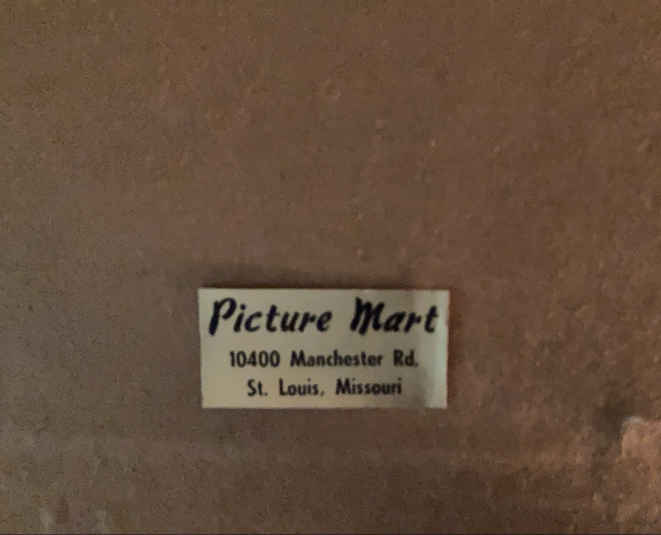 Picture Mart
10400 Manchester Rd.
St. Louis, Missouri